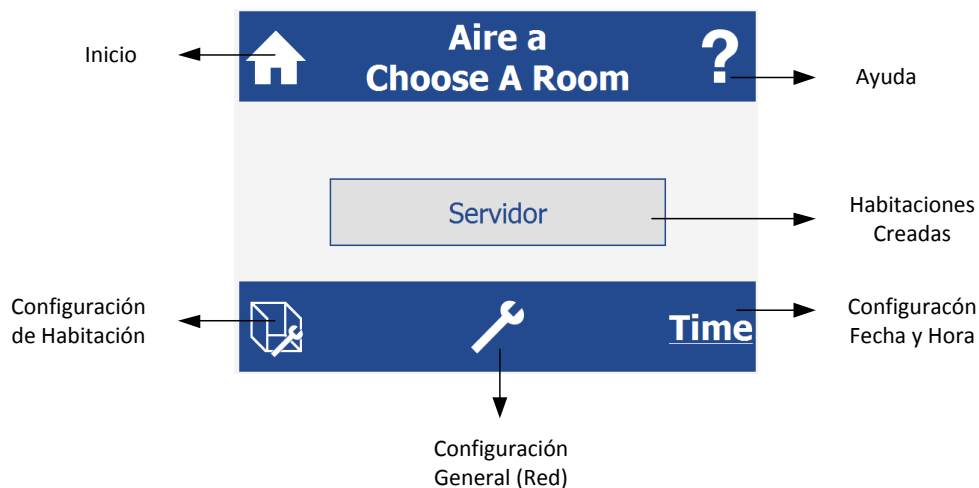 Inicio
Aire a
Choose A Room
?
Ayuda
Servidor
Habitaciones
Creadas
Configuración
de Habitación
Time
Configuracón
Fecha y Hora
Configuración
General (Red)